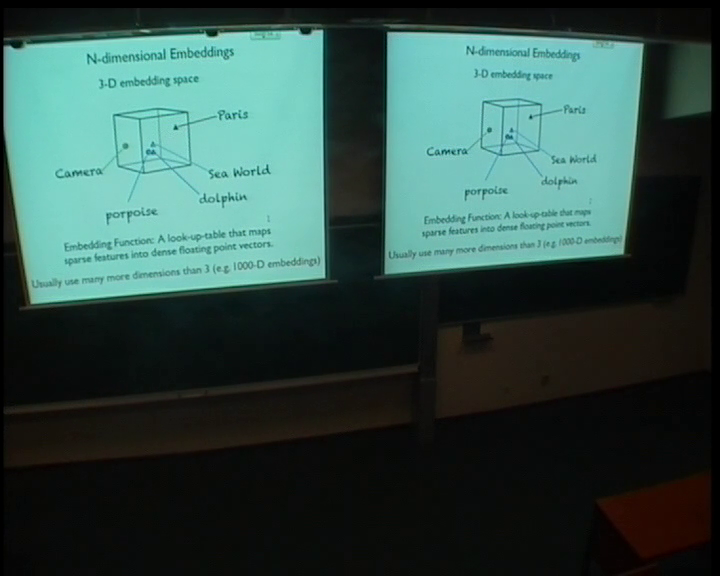 N-dimensional Embeddings
3-D embedding space
Paris
Camera
Sea World
dolphin
porpoise
Embedding Function: A look-up-table that maps
sparse features into dense floating point vectors.
Usually use many more dimensions than 3 (e.g. 1000-D embeddings)
N-dimensional Embeddings
3-D embedding space
Paris
Camera
Sea World
dolphin
porpoise
Embedding Function: A look-up-table that maps
sparse features into dense floating point vectors.
Usually use many more dimensions than 3 (e.g. 1000-D embeddings)